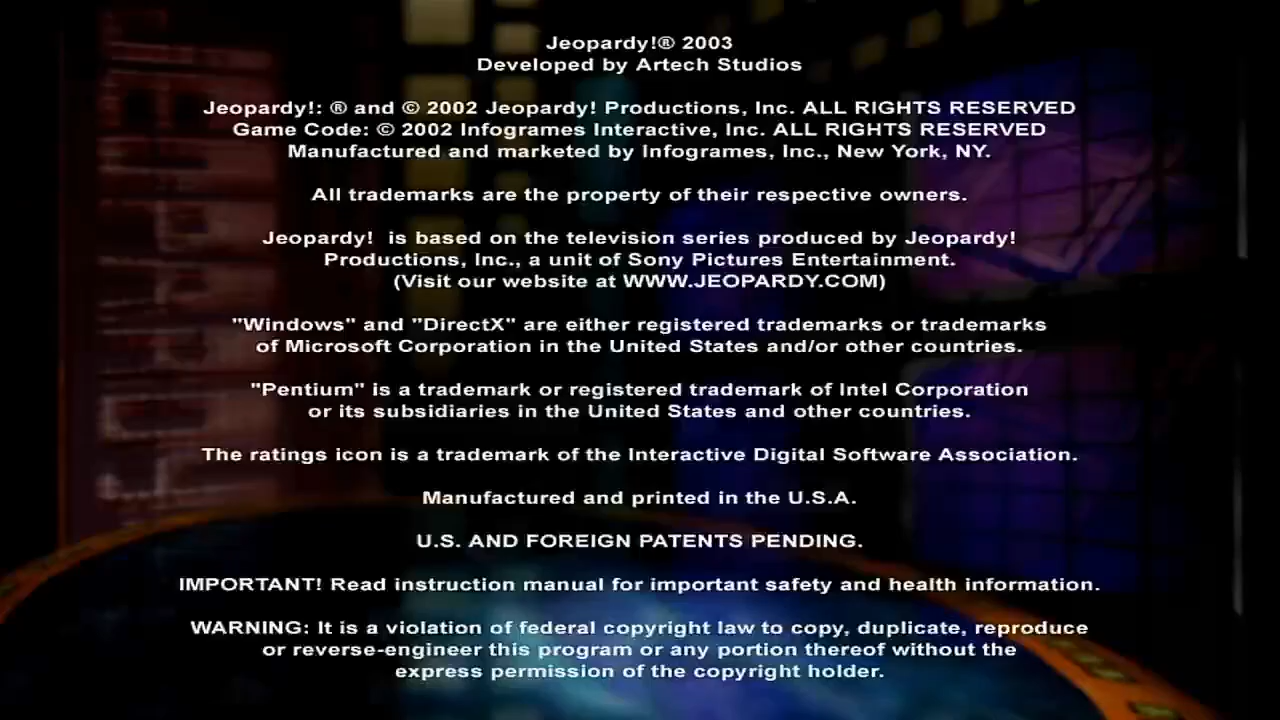 Jeopardy!® 2003
Developed by Artech Studios
Jeopardy!: ® and © 2002 Jeopardy! Productions, Inc. ALL RIGHTS RESERVED
Game Code: © 2002 Infogrames Interactive, Inc. ALL RIGHTS RESERVED
Manufactured and marketed by Infogrames, Inc., New York, NY.
All trademarks are the property of their respective owners.
Jeopardy!  is based on the television series produced by Jeopardy!
Productions, Inc., a unit of Sony Pictures Entertainment.
(Visit our website at WWW.JEOPARDY.COM)
"Windows" and "DirectX" are either registered trademarks or trademarks
of Microsoft Corporation in the United States and/or other countries.
"Pentium" is a trademark or registered trademark of Intel Corporation
or its subsidiaries in the United States and other countries.
The ratings icon is a trademark of the Interactive Digital Software Association.
Manufactured and printed in the U.S.A.
U.S. AND FOREIGN PATENTS PENDING.
IMPORTANT! Read instruction manual for important safety and health information.
WARNING: It is a violation of federal copyright law to copy, duplicate, reproduce
or reverse-engineer this program or any portion thereof without the
express permission of the copyright holder.